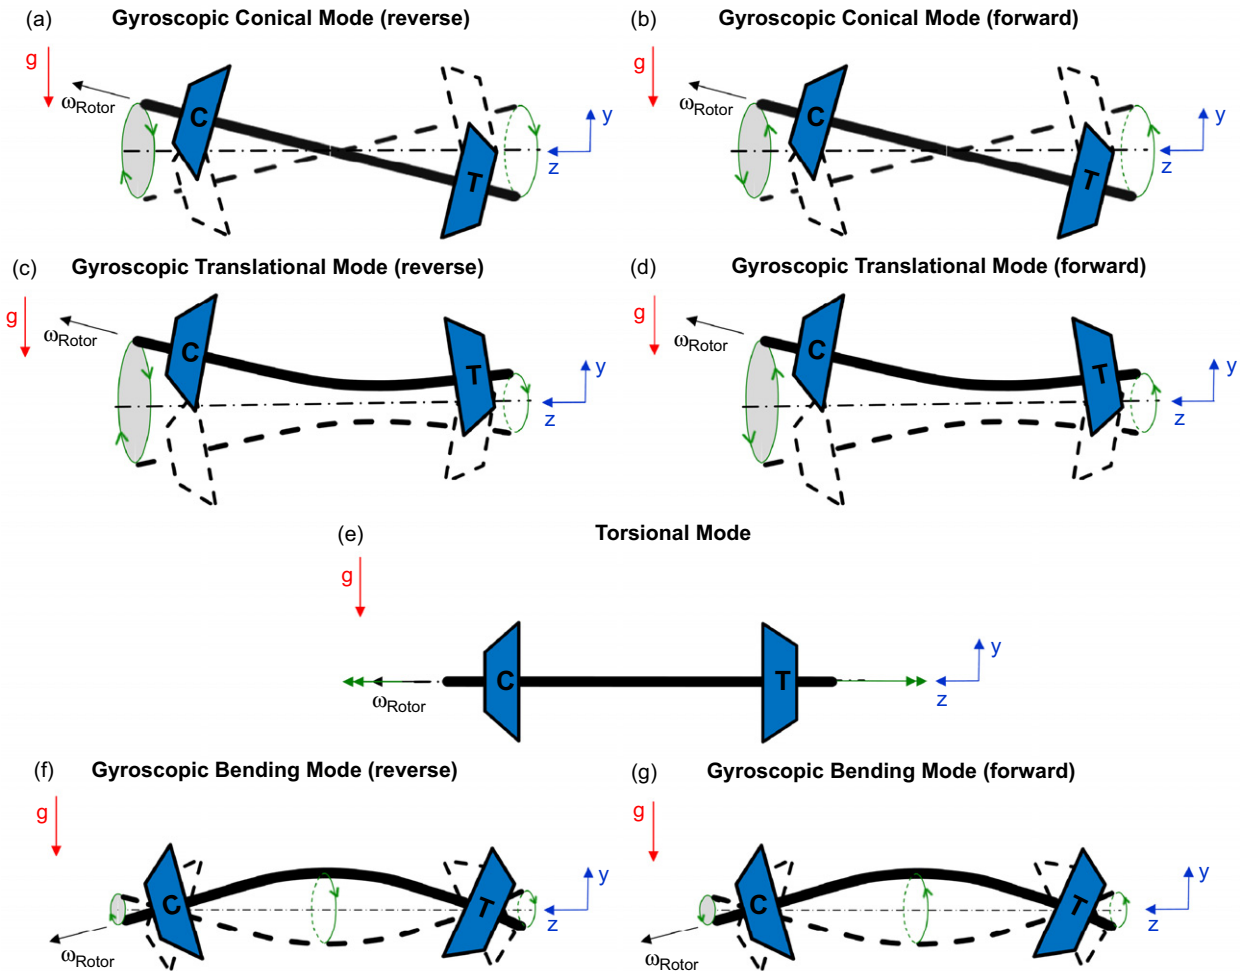 (a) Gyroscopic Conical Mode (reverse)
g
ωRotor
C
T
y
z
(b) Gyroscopic Conical Mode (forward)
g
ωRotor
C
T
y
z
(c) Gyroscopic Translational Mode (reverse)
g
ωRotor
C
T
y
z
(d) Gyroscopic Translational Mode (forward)
g
ωRotor
C
T
y
z
(e) Torsional Mode
g
ωRotor
C
T
y
z
(f) Gyroscopic Bending Mode (reverse)
g
ωRotor
C
T
y
z
(g) Gyroscopic Bending Mode (forward)
g
ωRotor
C
T
y
z